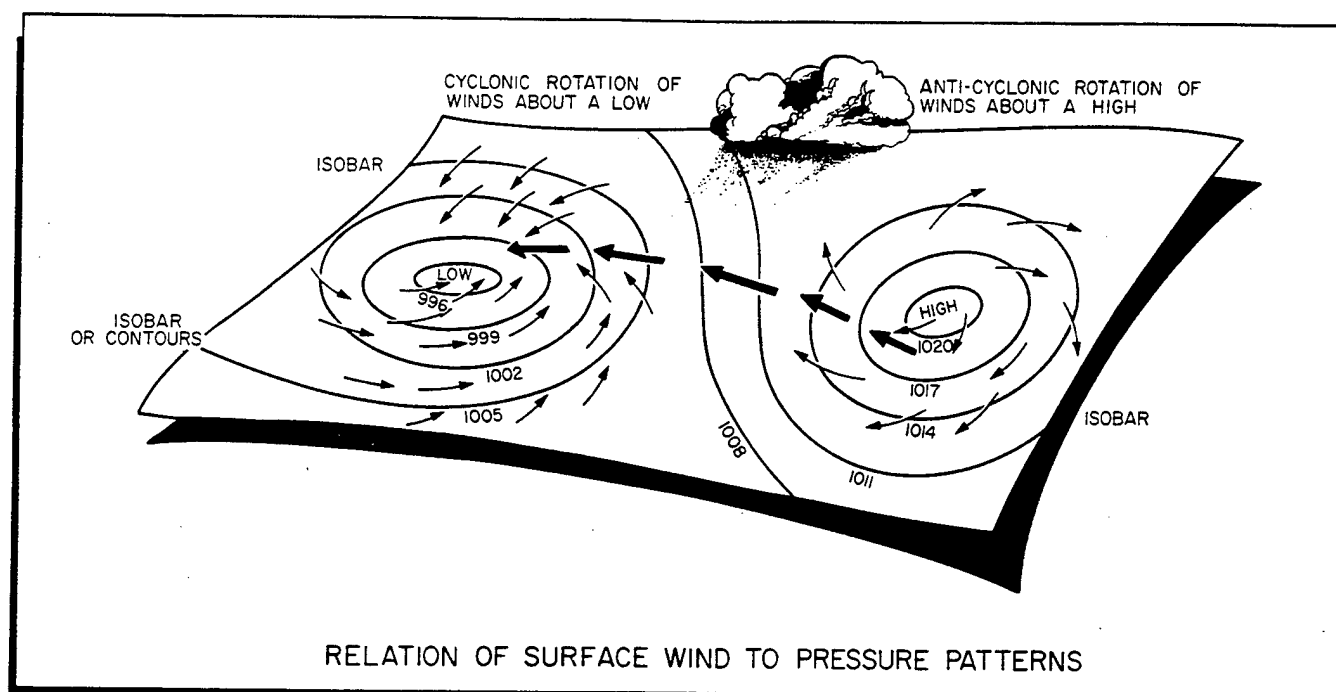 CYCLONIC ROTATION OF
WINDS ABOUT A LOW
ANTI-CYCLONIC ROTATION OF
WINDS ABOUT A HIGH
ISOBAR
LOW
996
999
1002
1005
ISOBAR
OR CONTOURS
HIGH
1020
1017
1014
1008
1011
ISOBAR
RELATION OF SURFACE WIND TO PRESSURE PATTERNS